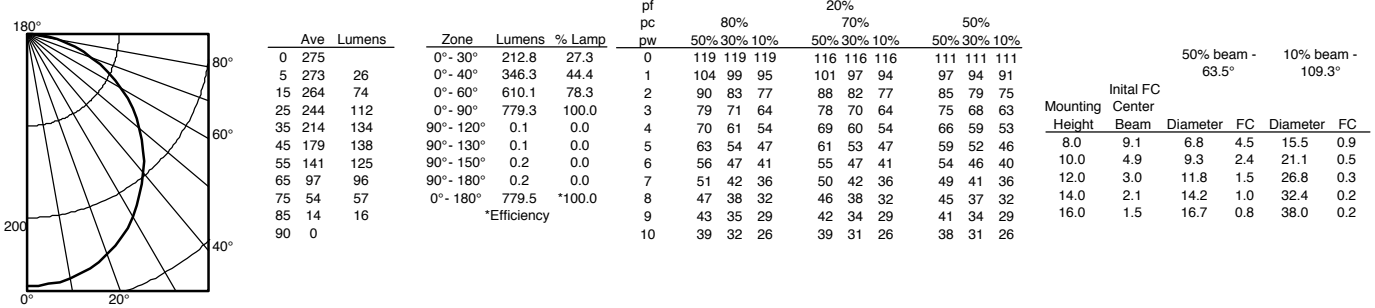 180°
80°
60°
200
40°
0° 20°
Ave Lumens
0 275
5 273 26
15 264 74
25 244 112
35 214 134
45 179 138
55 141 125
65 97 96
75 54 57
85 14 16
90 0
Zone Lumens % Lamp
0°- 30° 212.8 27.3
0°- 40° 346.3 44.4
0°- 60° 610.1 78.3
0°- 90° 779.3 100.0
90°- 120° 0.1 0.0
90°- 130° 0.1 0.0
90°- 150° 0.2 0.0
90°- 180° 0.2 0.0
0°- 180° 779.5 *100.0
*Efficiency
pf 20%
pc 80% 70% 50%
pw 50% 30% 10% 50% 30% 10% 50% 30% 10%
0 119 119 119 116 116 116 111 111 111
1 104 99 95 101 97 94 97 94 91
2 90 83 77 88 82 77 85 79 75
3 79 71 64 78 70 64 75 68 63
4 70 61 54 69 60 54 66 59 53
5 63 54 47 61 53 47 59 52 46
6 56 47 41 55 47 41 54 46 40
7 51 42 36 50 42 36 49 41 36
8 47 38 32 46 38 32 45 37 32
9 43 35 29 42 34 29 41 34 29
10 39 32 26 39 31 26 38 31 26
50% beam - 10% beam -
63.5° 109.3°
Inital FC
Mounting Center
Height Beam Diameter FC Diameter FC
8.0 9.1 6.8 4.5 15.5 0.9
10.0 4.9 9.3 2.4 21.1 0.5
12.0 3.0 11.8 1.5 26.8 0.3
14.0 2.1 14.2 1.0 32.4 0.2
16.0 1.5 16.7 0.8 38.0 0.2